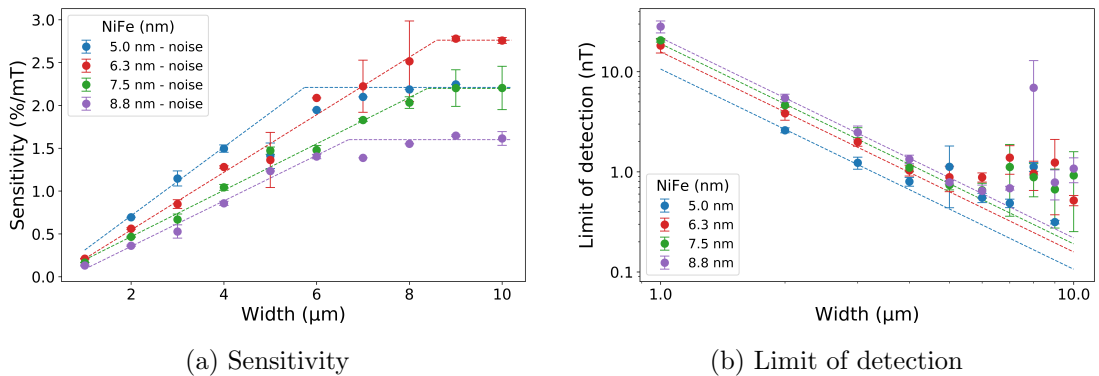 3.0
2.5
2.0
1.5
1.0
0.5
0.0
Sensitivity (%/mT)
NiFe (nm)
5.0 nm - noise
6.3 nm - noise
7.5 nm - noise
8.8 nm - noise
2 4 6 8 10
Width (μm)
(a) Sensitivity
10.0
1.0
0.1
Limit of detection (nT)
NiFe (nm)
5.0 nm
6.3 nm
7.5 nm
8.8 nm
1.0 10.0
Width (μm)
(b) Limit of detection